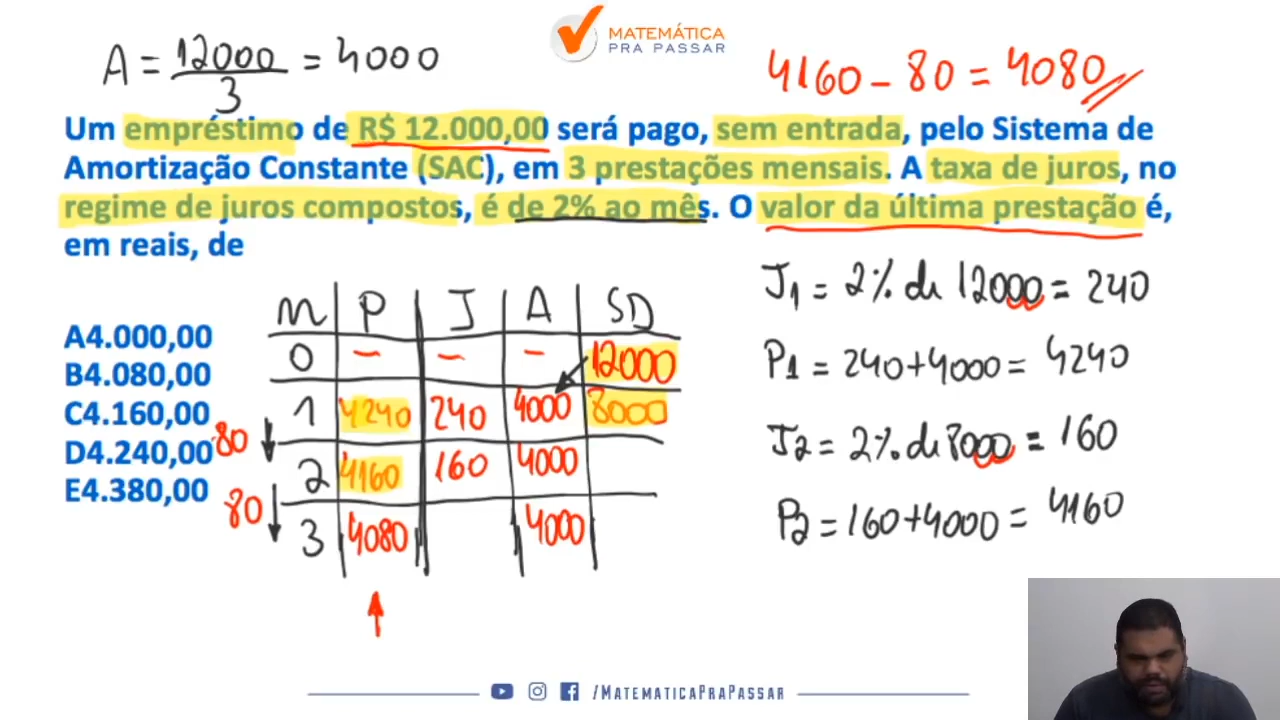 MATEMÁTICA
PRA PASSAR
A = 12000/3 = 4000
4160 - 80 = 4080
Um empréstimo de R$ 12.000,00 será pago, sem entrada, pelo Sistema de
Amortização Constante (SAC), em 3 prestações mensais. A taxa de juros, no
regime de juros compostos, é de 2% ao mês. O valor da última prestação é,
em reais, de
A4.000,00
B4.080,00
C4.160,00
D4.240,00
E4.380,00
-80
80
M P J A SD
0 – – – 12000
1 4240 240 4000 8000
2 4160 160 4000
3 4080 4000
J1 = 2% de 12000 = 240
P1 = 240+4000 = 4240
J2 = 2% de 8000 = 160
P2 = 160+4000 = 4160
/MATEMATICAPRAPASSAR